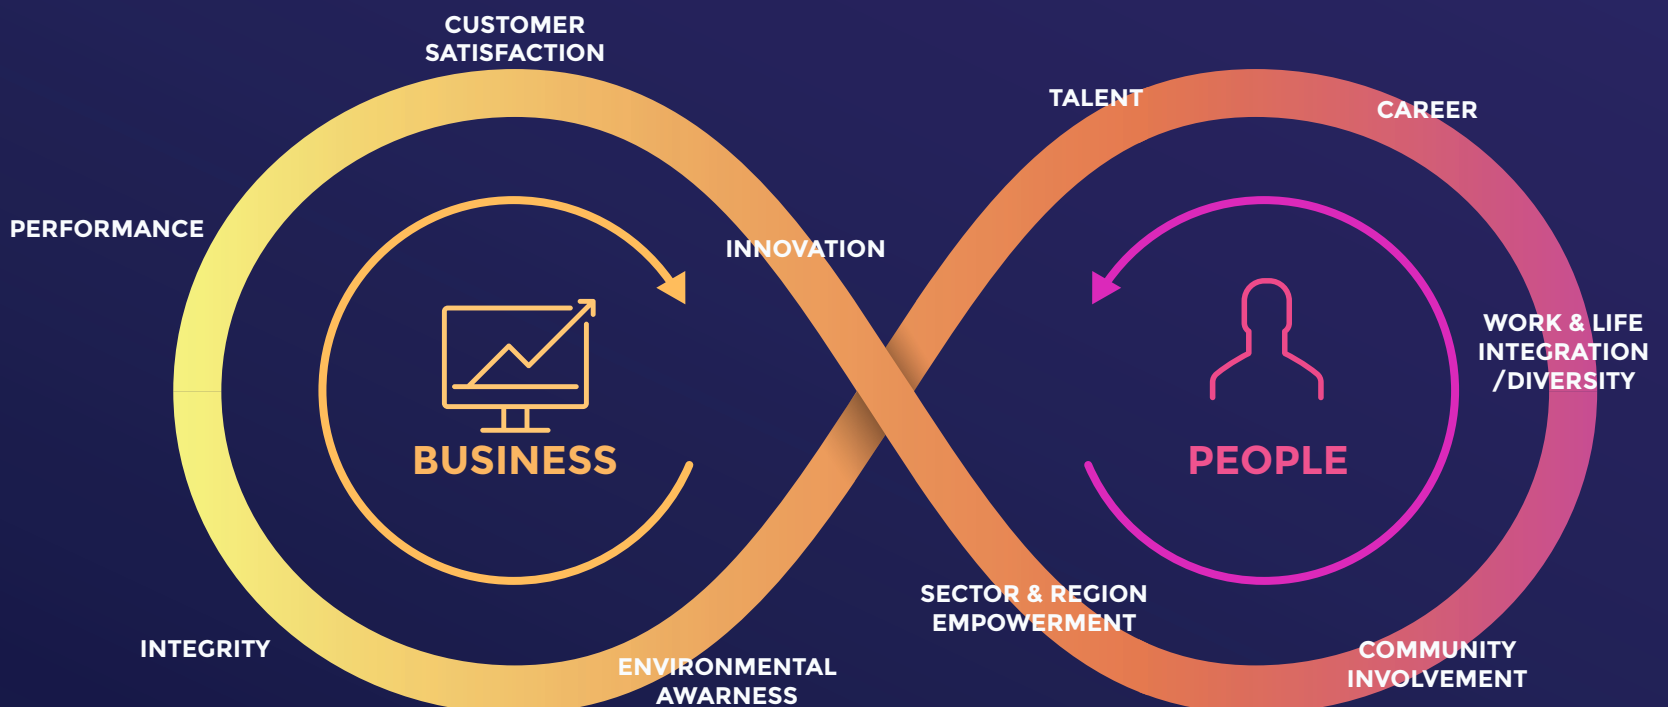 CUSTOMER
SATISFACTION
TALENT
CAREER
PERFORMANCE
INNOVATION
WORK & LIFE
INTEGRATION
/DIVERSITY
BUSINESS
PEOPLE
SECTOR & REGION
EMPOWERMENT
INTEGRITY
ENVIRONMENTAL
AWARNESS
COMMUNITY
INVOLVEMENT